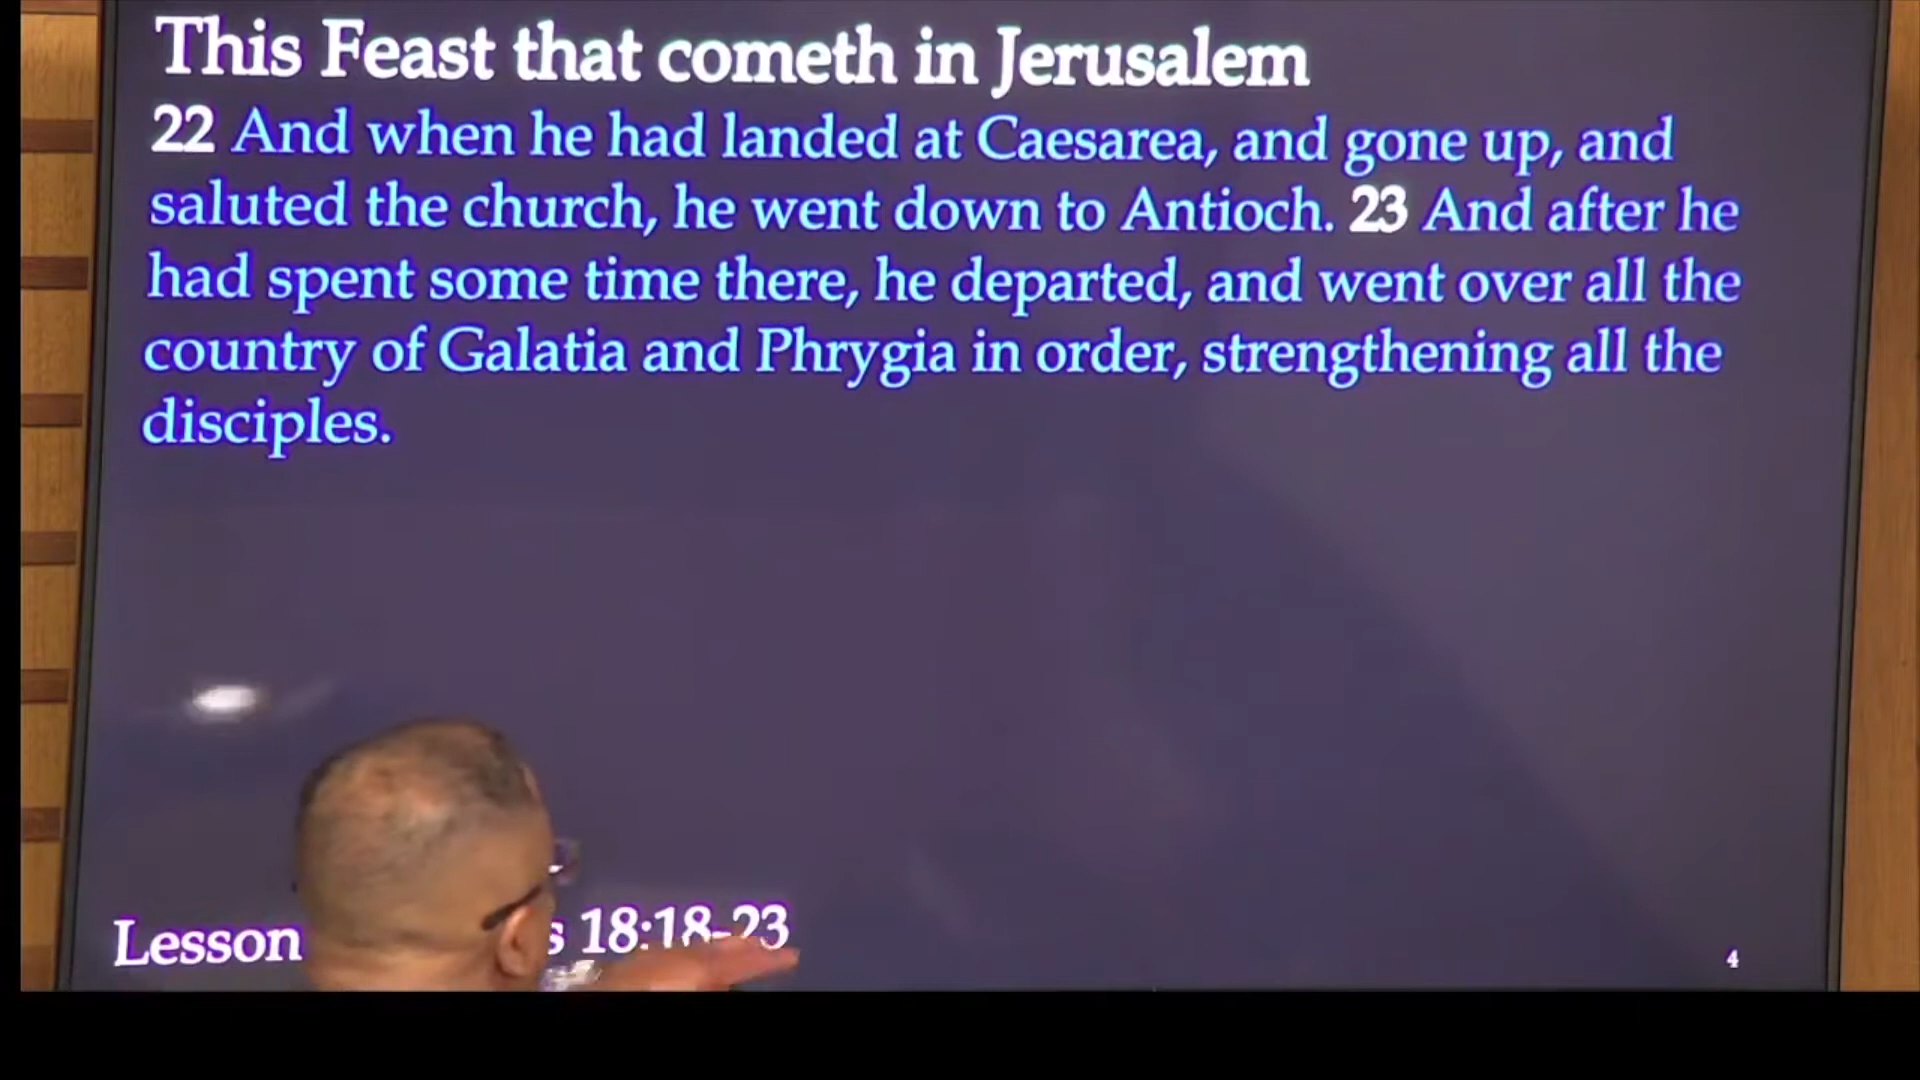 This Feast that cometh in Jerusalem
22 And when he had landed at Caesarea, and gone up, and
saluted the church, he went down to Antioch. 23 And after he
had spent some time there, he departed, and went over all the
country of Galatia and Phrygia in order, strengthening all the
disciples.
Lesson 18:18-23
4